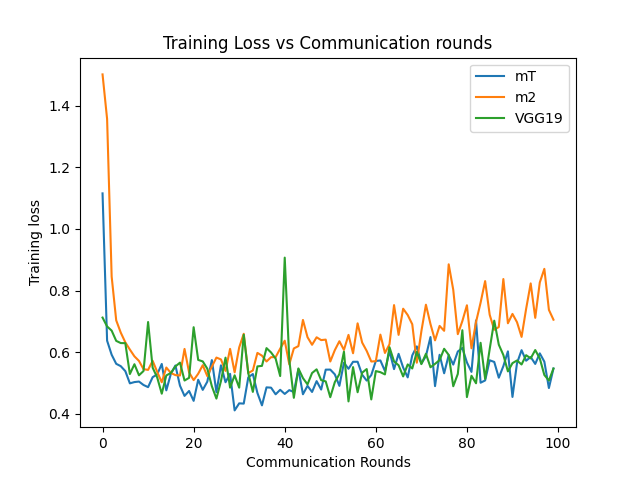 Training Loss vs Communication rounds
mT
m2
VGG19
Training loss
1.4
1.2
1.0
0.8
0.6
0.4
0 20 40 60 80 100
Communication Rounds